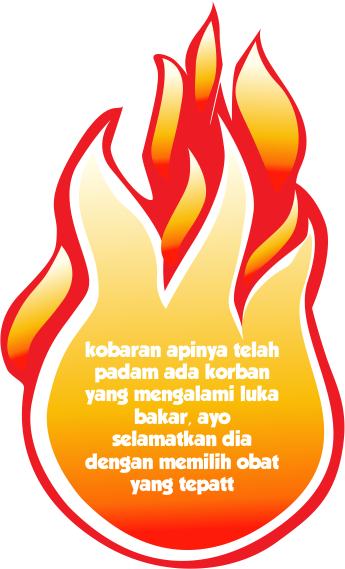 kobaran apinya telah
padam ada korban
yang mengalami luka
bakar, ayo
selamatkan dia
dengan memilih obat
yang tepatt